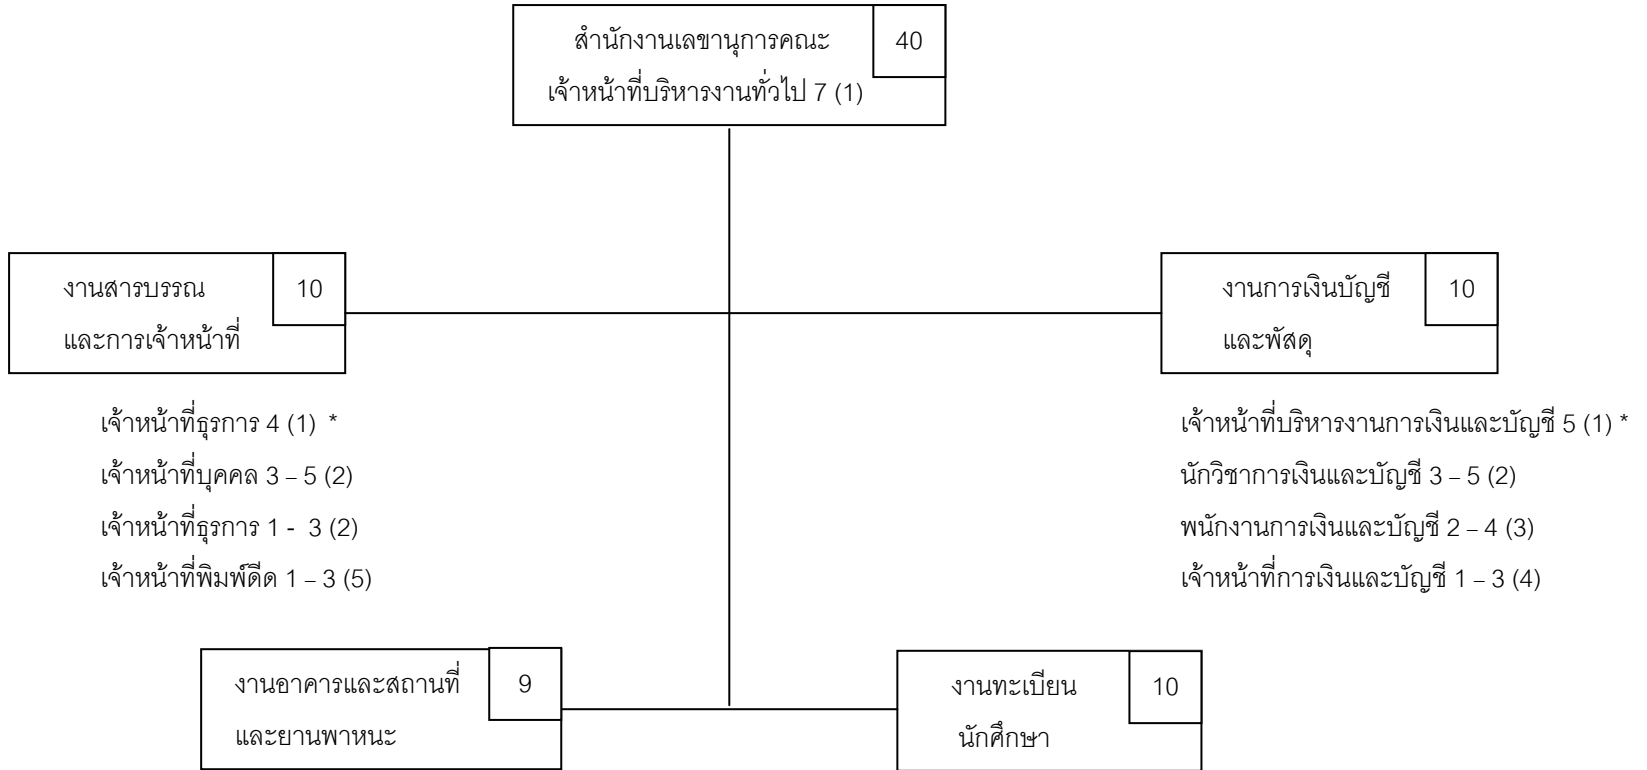 สำนักงานเลขานุการคณะ 40
เจ้าหน้าที่บริหารงานทั่วไป 7 (1)
งานสารบรรณ 10
และการเจ้าหน้าที่
งานการเงินบัญชี 10
และพัสดุ
เจ้าหน้าที่ธุรการ 4 (1) *
เจ้าหน้าที่บุคคล 3 – 5 (2)
เจ้าหน้าที่ธุรการ 1 - 3 (2)
เจ้าหน้าที่พิมพ์ดีด 1 – 3 (5)
เจ้าหน้าที่บริหารงานการเงินและบัญชี 5 (1) *
นักวิชาการเงินและบัญชี 3 – 5 (2)
พนักงานการเงินและบัญชี 2 – 4 (3)
เจ้าหน้าที่การเงินและบัญชี 1 – 3 (4)
งานอาคารและสถานที่ 9
และยานพาหนะ
งานทะเบียน 10
นักศึกษา